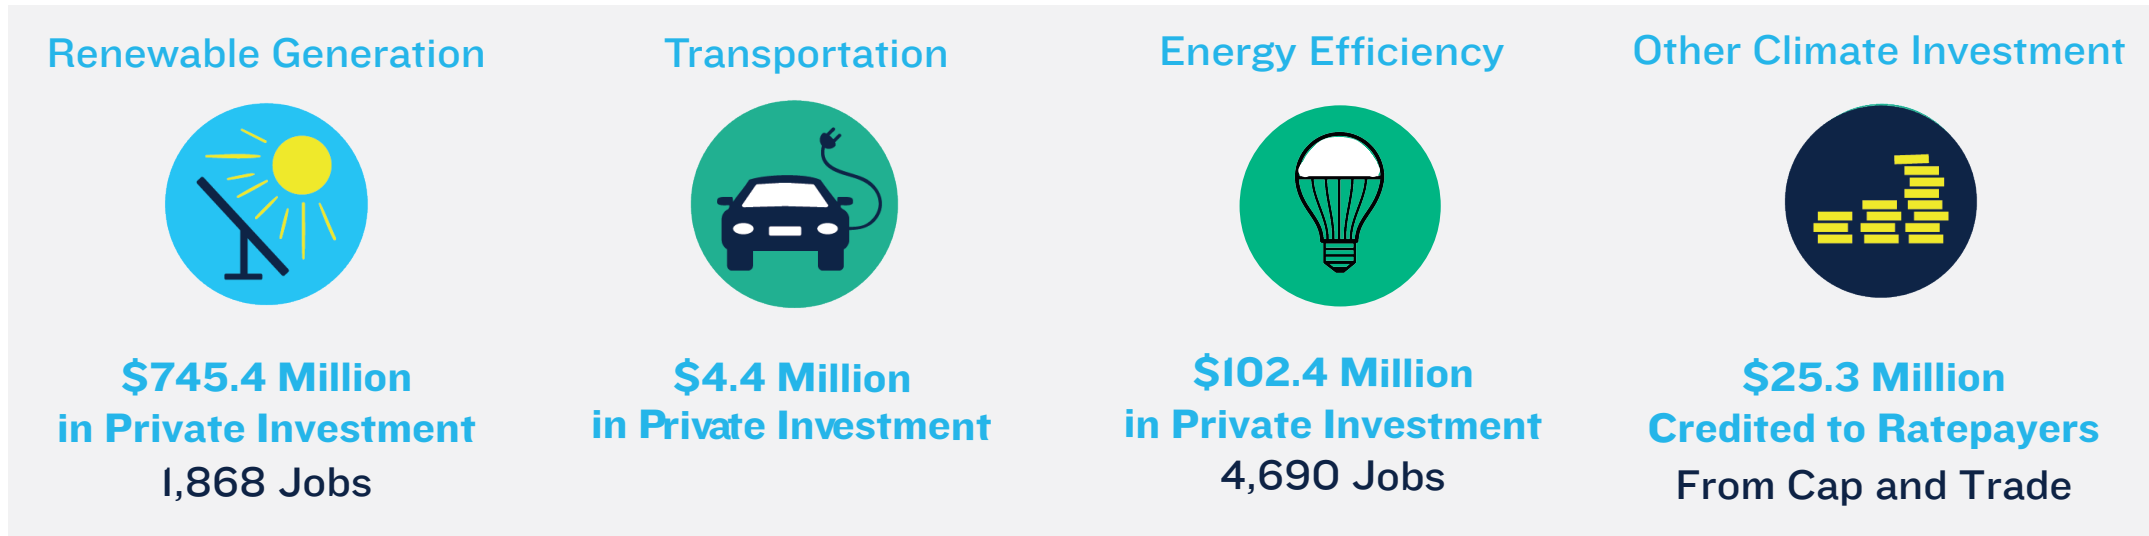 Renewable Generation
$745.4 Million
in Private Investment
1,868 Jobs
Transportation
$4.4 Million
in Private Investment
Energy Efficiency
$102.4 Million
in Private Investment
4,690 Jobs
Other Climate Investment
$25.3 Million
Credited to Ratepayers
From Cap and Trade